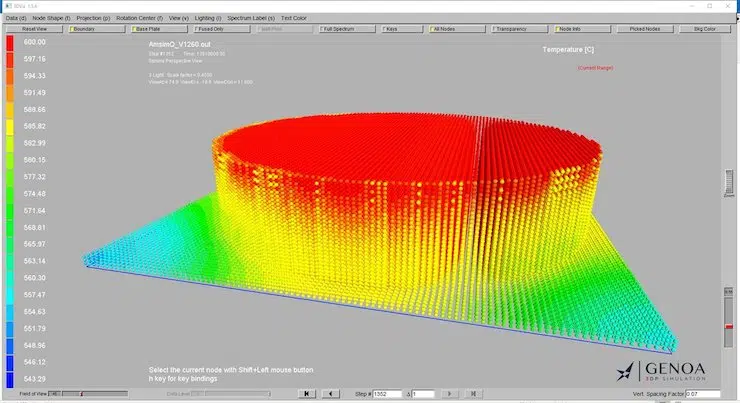 Data (d) Node Shape (f) Projection (p) Rotation Center (f) View (v) Lighting (l) Spectrum Label (s) Text Color
Reset View Boundary Base Plate Fused Only Full Spectrum Keys All Nodes Transparency Node Info Picked Nodes Bkg Color
AmsimQ_V1260.out
Temperature [C]
(Current Range)
600.00
597.16
594.33
591.49
588.66
585.82
582.99
580.15
577.32
574.48
571.64
568.81
565.97
563.14
560.30
557.47
554.63
551.79
548.96
546.12
543.29
Select the current node with Shift+Left mouse button
h key for key bindings
GENOA
3DP SIMULATION
Field of View Step # 1352 Δ 1 Vert. Spacing Factor 0.07